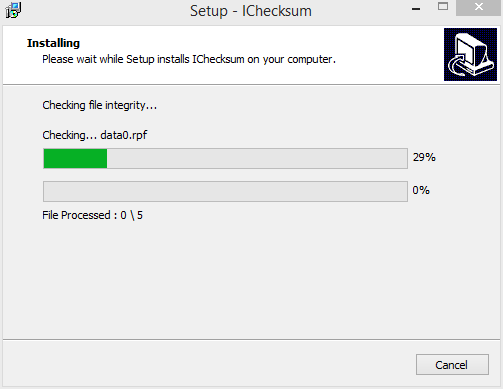 Setup - IChecksum
Installing
Please wait while Setup installs IChecksum on your computer.
Checking file integrity...
Checking... data0.rpf
29%
0%
File Processed : 0 \ 5
Cancel